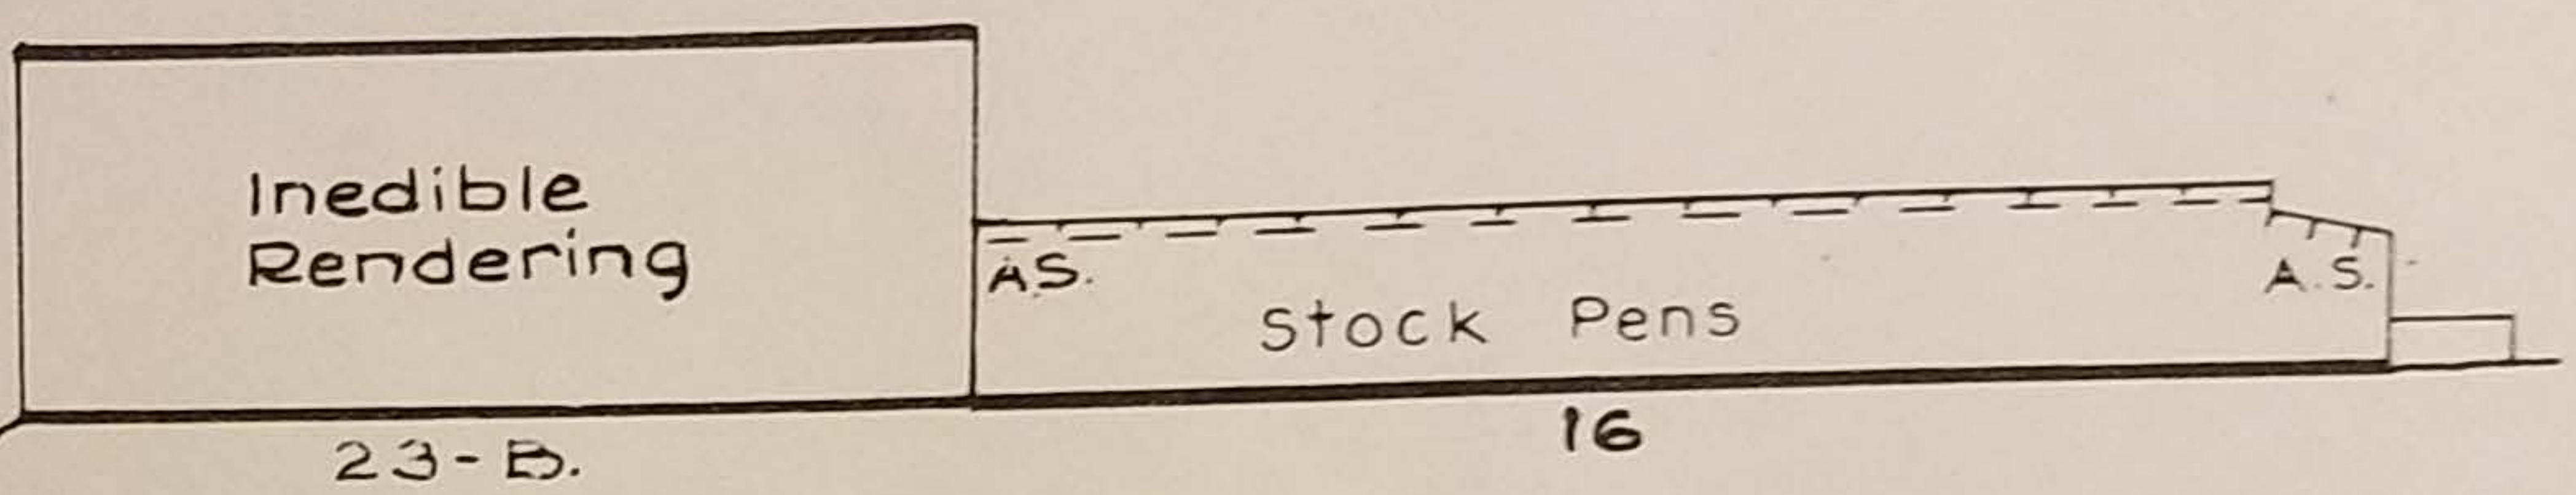 Inedible
Rendering
A.S.
Stock Pens
A.S.
23-B.
16